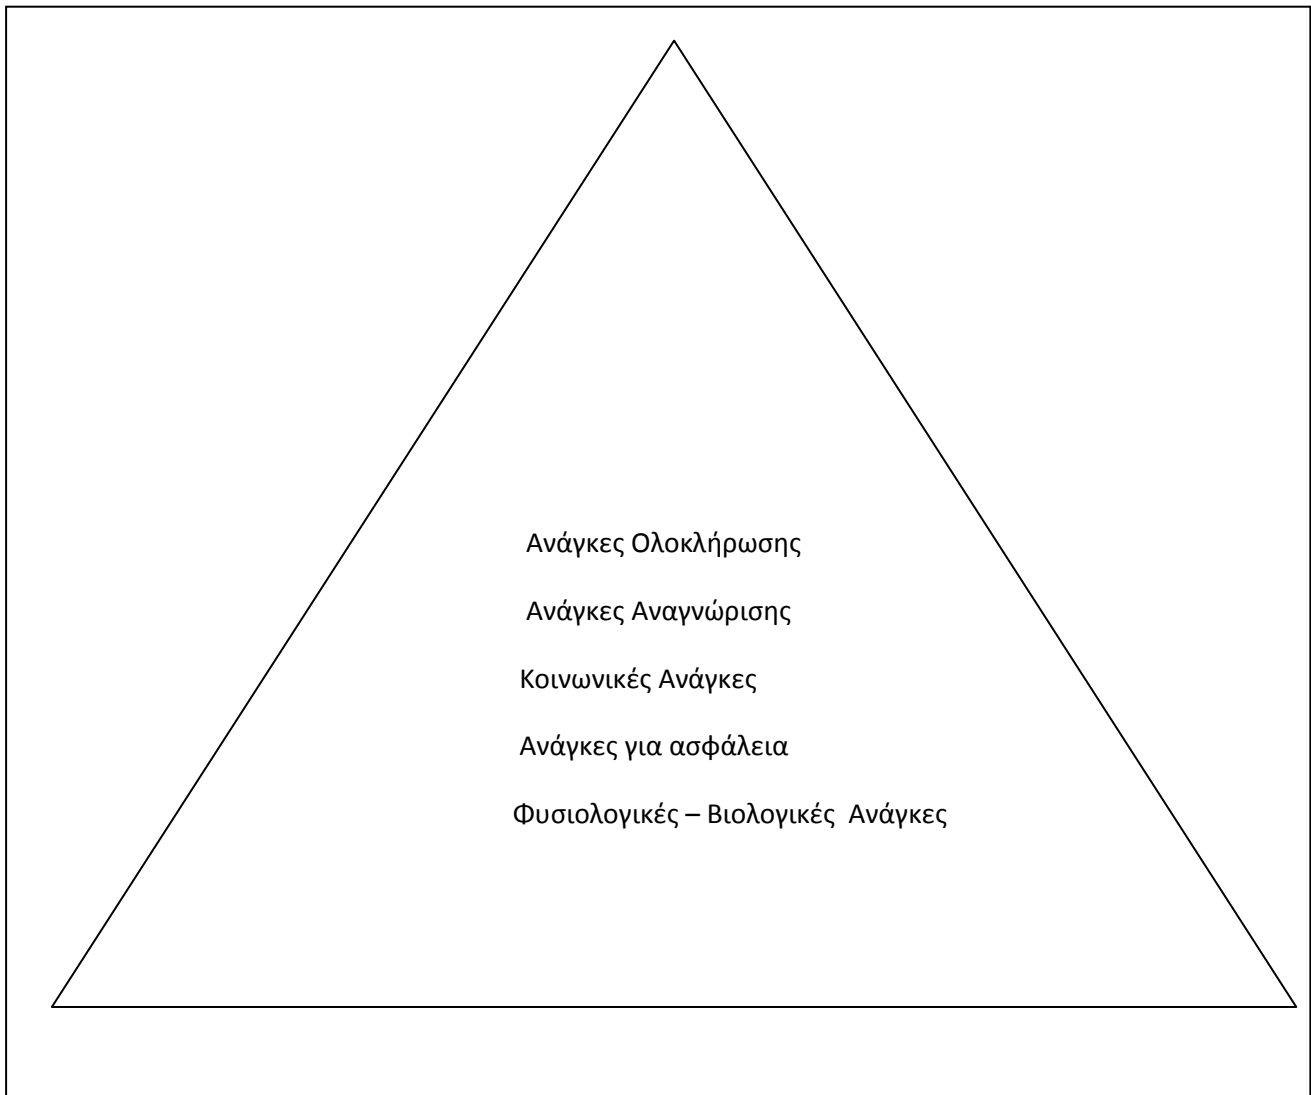 Ανάγκες Ολοκλήρωσης
Ανάγκες Αναγνώρισης
Κοινωνικές Ανάγκες
Ανάγκες για ασφάλεια
Φυσιολογικές – Βιολογικές Ανάγκες